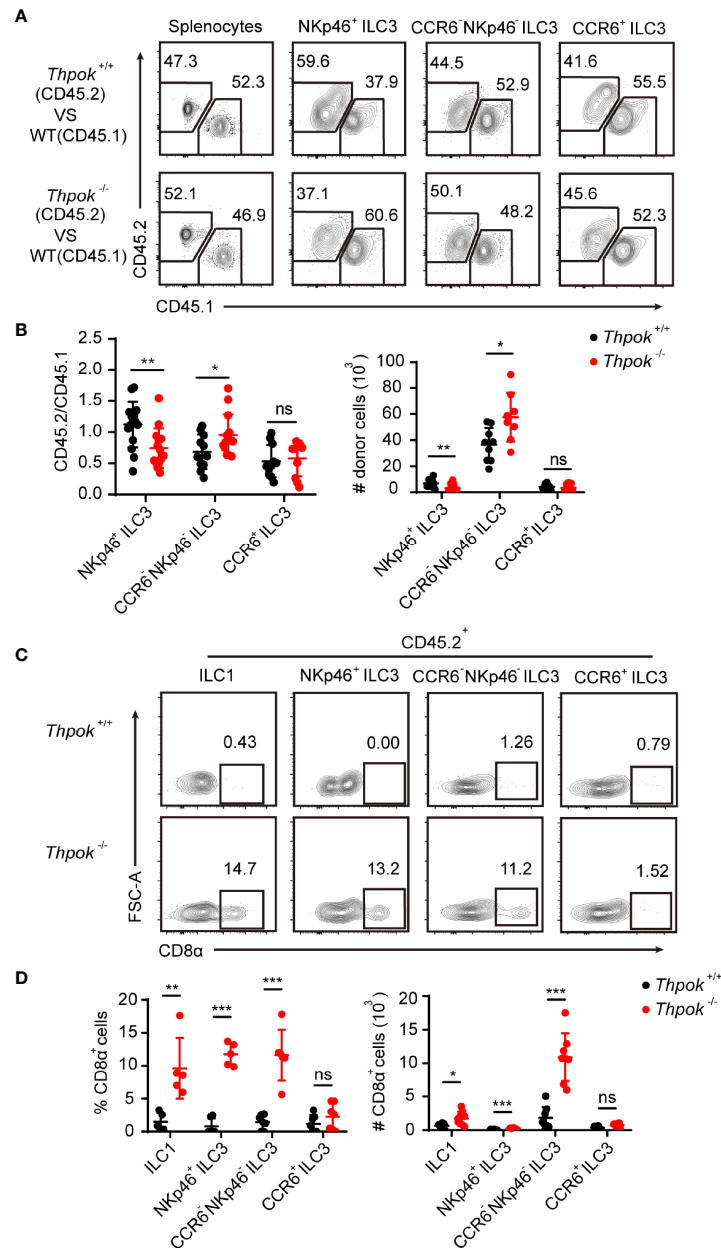 A
Splenocytes NKp46⁺ ILC3 CCR6⁻NKp46⁻ILC3 CCR6⁺ ILC3
Thpok⁺/⁺
(CD45.2)
VS
WT(CD45.1)
47.3 52.3 59.6 37.9 44.5 52.9 41.6 55.5
Thpok⁻/⁻
(CD45.2)
VS
WT(CD45.1)
52.1 46.9 37.1 60.6 50.1 48.2 45.6 52.3
CD45.2
CD45.1
B
CD45.2/CD45.1
2.5
2.0
1.5
1.0
0.5
0.0
** * ns
NKp46⁺ ILC3 CCR6⁻NKp46⁻ILC3 CCR6⁺ILC3
# donor cells (10³)
100
80
60
40
20
0
** * ns
NKp46⁺ ILC3 CCR6⁻NKp46⁻ILC3 CCR6⁺ILC3
Thpok⁺/⁺
Thpok⁻/⁻
C
CD45.2⁺
ILC1 NKp46⁺ ILC3 CCR6⁻NKp46⁻ILC3 CCR6⁺ ILC3
Thpok⁺/⁺
0.43 0.00 1.26 0.79
Thpok⁻/⁻
14.7 13.2 11.2 1.52
FSC-A
CD8α
D
% CD8α⁺ cells
20
15
10
5
0
** *** *** ns
ILC1 NKp46⁺ ILC3 CCR6⁻NKp46⁻ILC3 CCR6⁺ILC3
# CD8α⁺ cells (10³)
20
15
10
5
0
* *** *** ns
ILC1 NKp46⁺ ILC3 CCR6⁻NKp46⁻ILC3 CCR6⁺ILC3
Thpok⁺/⁺
Thpok⁻/⁻